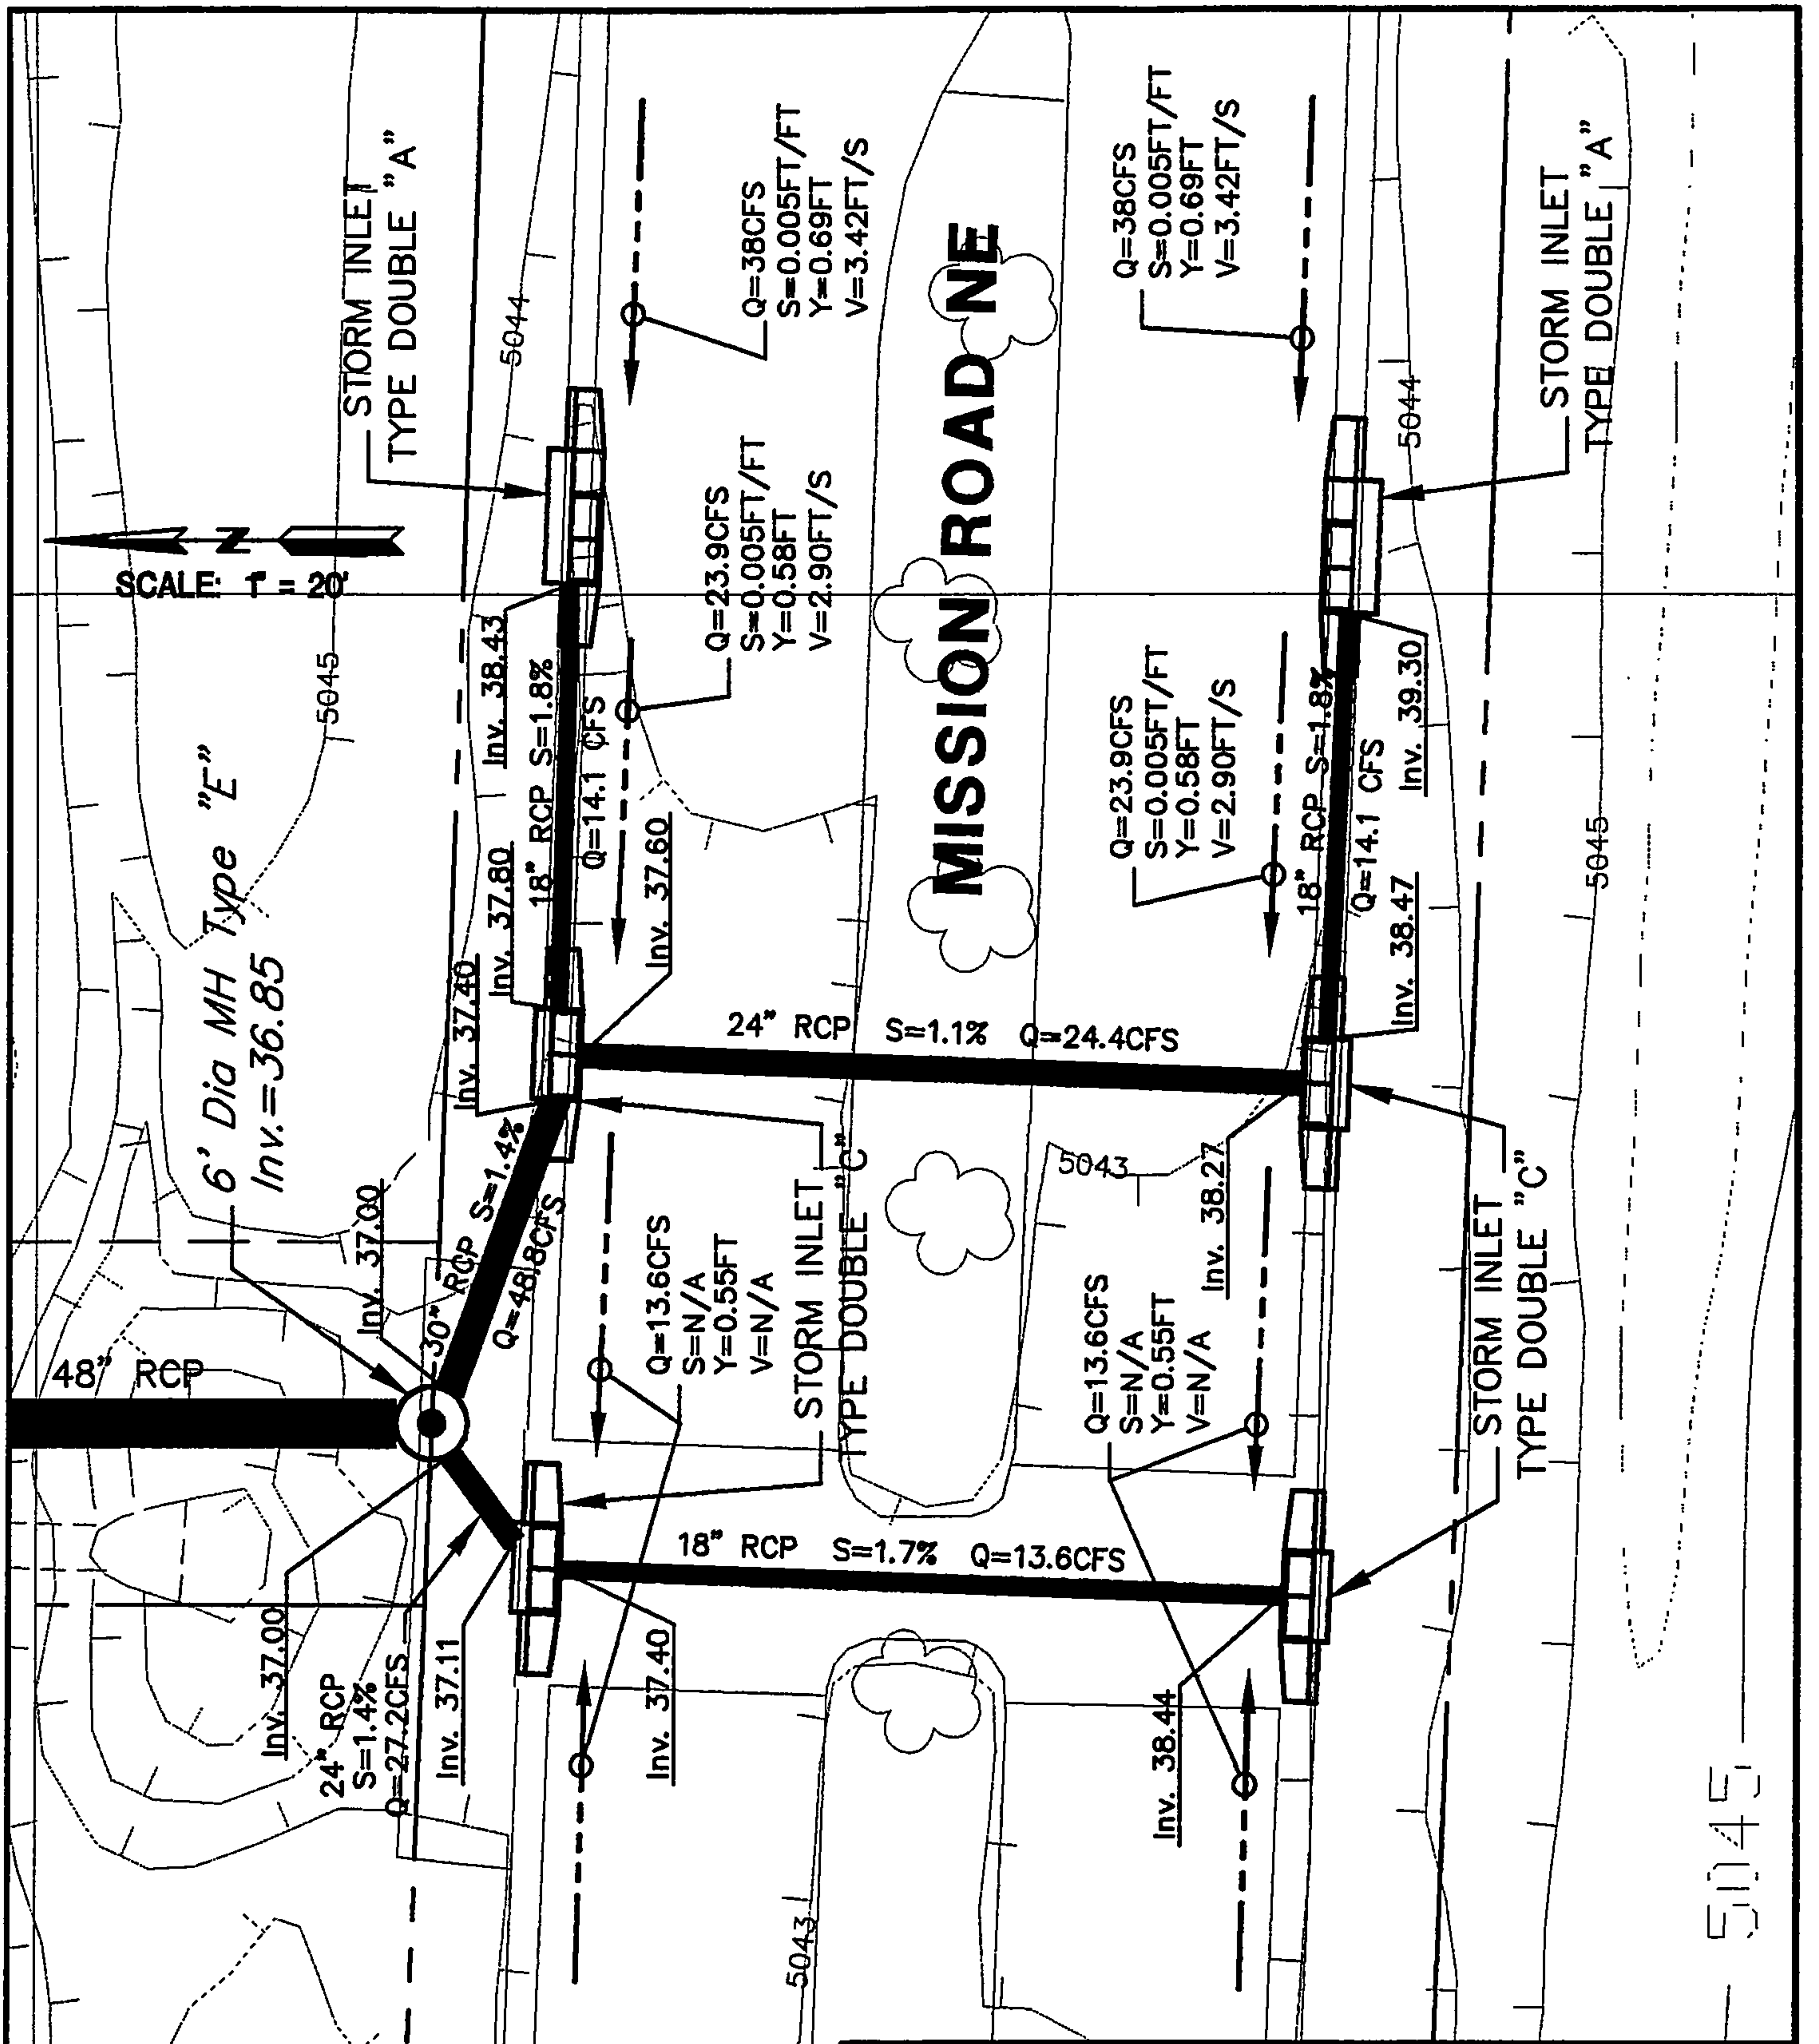 STORM INLET
TYPE DOUBLE "A"
5044
Q=38CFS
S=0.005FT/FT
Y=0.69FT
V=3.42FT/S
Q=38CFS
S=0.005FT/FT
Y=0.69FT
V=3.42FT/S
STORM INLET
TYPE DOUBLE "A"
5044
N
SCALE: 1" = 20'
5045
Q=23.9CFS
S=0.005FT/FT
Y=0.58FT
V=2.90FT/S
MISSION ROAD NE
Q=23.9CFS
S=0.005FT/FT
Y=0.58FT
V=2.90FT/S
Inv. 38.43
18" RCP S=1.8%
Q=14.1 CFS
Inv. 37.80
Inv. 37.60
Inv. 37.40
18" RCP S=1.8%
Q=14.1 CFS
Inv. 39.30
Inv. 38.47
5045
6' Dia MH Type "E"
Inv.=36.85
24" RCP S=1.1% Q=24.4CFS
5043
Inv. 38.27
Inv. 37.00
30" RCP S=1.4%
Q=48.8CFS
48" RCP
Q=13.6CFS
S=N/A
Y=0.55FT
V=N/A
STORM INLET
TYPE DOUBLE "C"
Q=13.6CFS
S=N/A
Y=0.55FT
V=N/A
STORM INLET
TYPE DOUBLE "C"
18" RCP S=1.7% Q=13.6CFS
Inv. 37.00
24" RCP
S=1.4%
Q=27.2CFS
Inv. 37.11
Inv. 37.40
Inv. 38.44
5043
5045